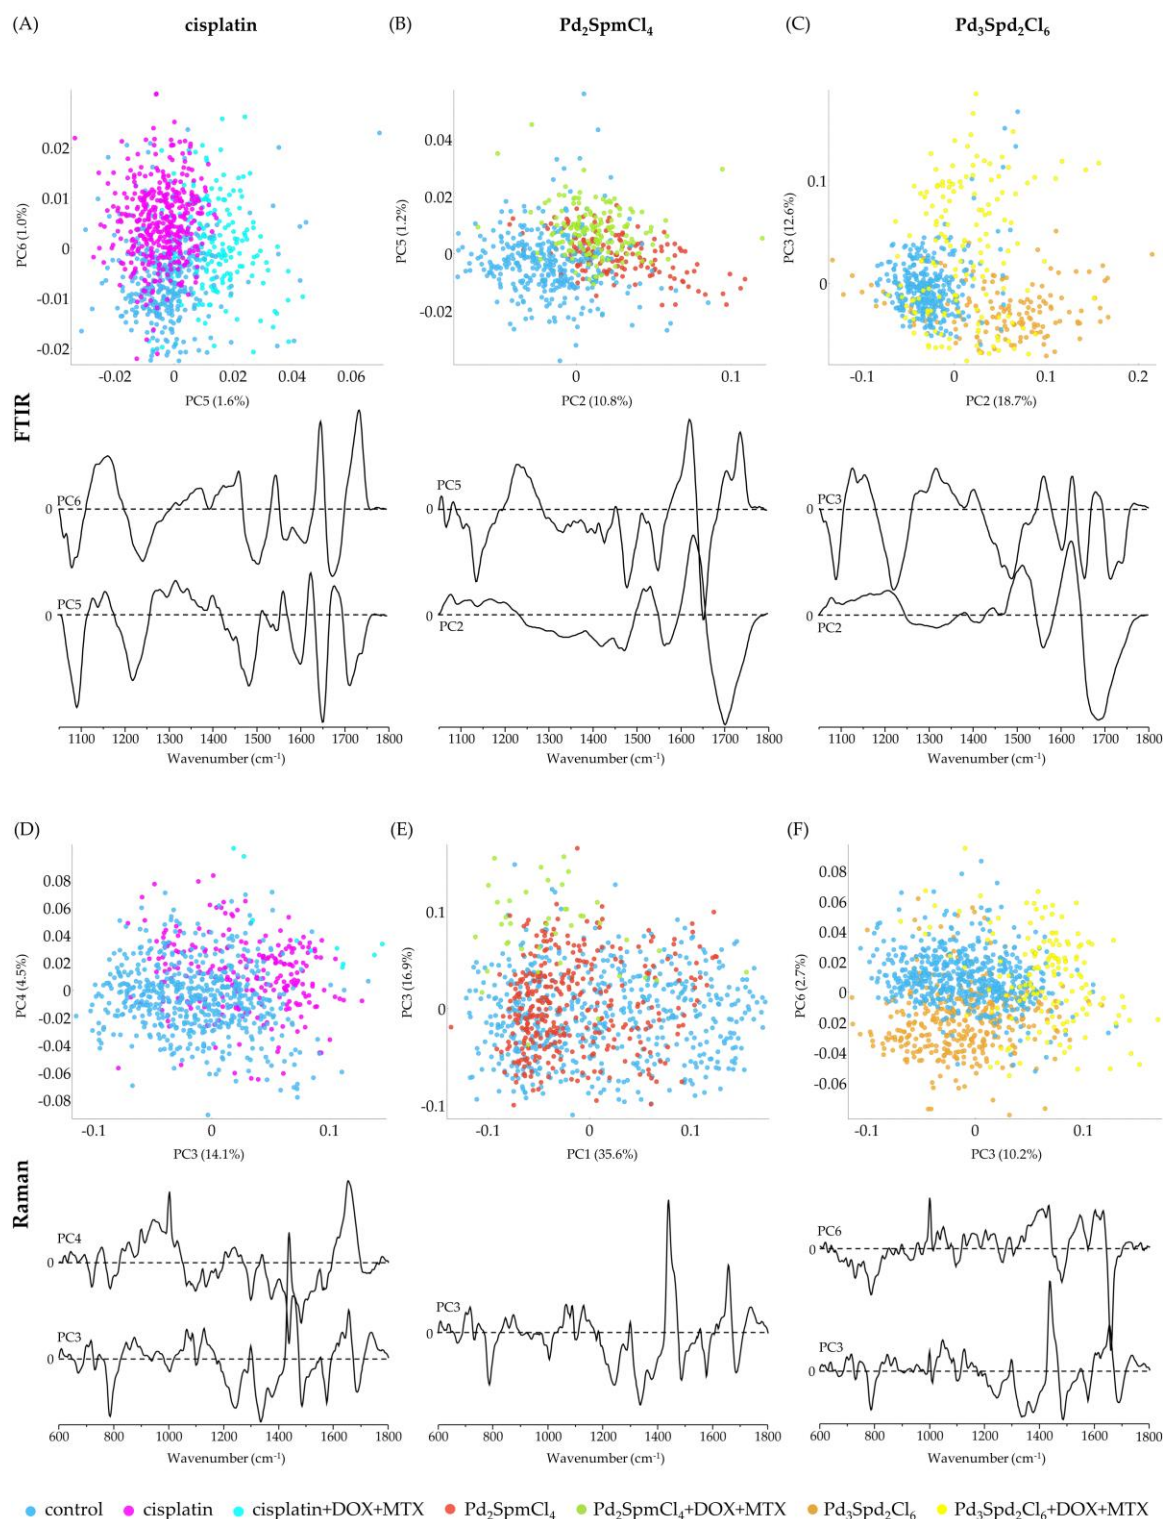 (A) cisplatin (B) Pd₂SpmCl₄ (C) Pd₃Spd₂Cl₆
FTIR
PC6 (1.0%)
0.02
0.01
0
-0.01
-0.02
-0.02 0 0.02 0.04 0.06
PC5 (1.6%)
PC5 (1.2%)
0.04
0.02
0
-0.02
0 0.1
PC2 (10.8%)
PC3 (12.6%)
0.1
0
-0.1 0 0.1 0.2
PC2 (18.7%)
PC6
0
PC5
0
1100 1200 1300 1400 1500 1600 1700 1800
Wavenumber (cm⁻¹)
PC5
0
0
PC2
1100 1200 1300 1400 1500 1600 1700 1800
Wavenumber (cm⁻¹)
PC3
0
0
PC2
1100 1200 1300 1400 1500 1600 1700 1800
Wavenumber (cm⁻¹)
(D) (E) (F)
Raman
PC4 (4.5%)
0.08
0.06
0.04
0.02
0
-0.02
-0.04
-0.06
-0.08
-0.1 0 0.1
PC3 (14.1%)
PC3 (16.9%)
0.1
0
-0.1
-0.1 0 0.1
PC1 (35.6%)
PC6 (2.7%)
0.08
0.06
0.04
0.02
0
0.02
-0.04
-0.06
-0.1 0 0.1
PC3 (10.2%)
PC4
0
PC3
0
600 800 1000 1200 1400 1600 1800
Wavenumber (cm⁻¹)
PC3
0
600 800 1000 1200 1400 1600 1800
Wavenumber (cm⁻¹)
PC6
0
PC3
0
600 800 1000 1200 1400 1600 1800
Wavenumber (cm⁻¹)
control cisplatin cisplatin+DOX+MTX Pd₂SpmCl₄ Pd₂SpmCl₄+DOX+MTX Pd₃Spd₂Cl₆ Pd₃Spd₂Cl₆+DOX+MTX